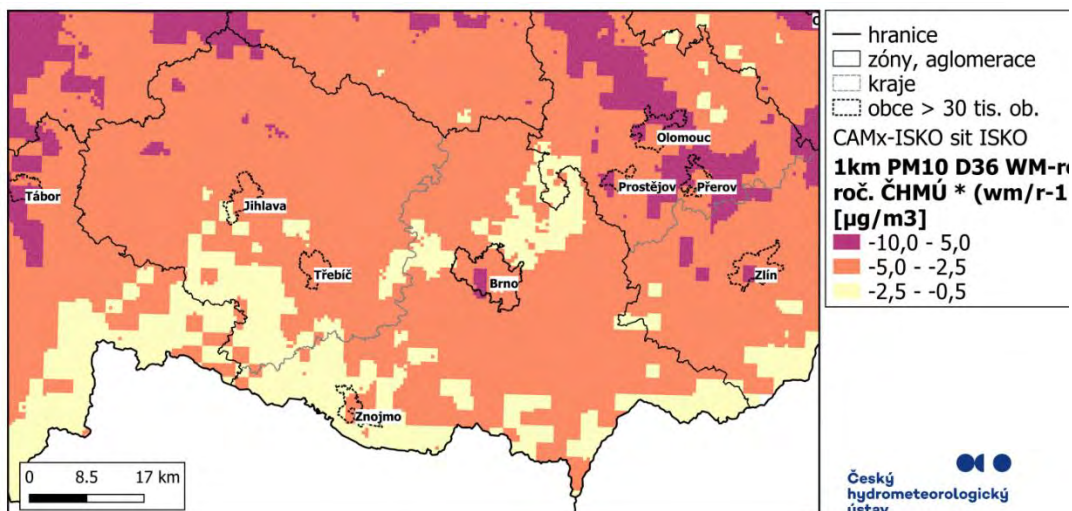 Olomouc
Prostějov
Přerov
Tábor
Jihlava
Třebíč
Brno
Zlín
Znojmo
0 8.5 17 km
hranice
zóny, aglomerace
kraje
obce > 30 tis. ob.
CAMx-ISKO sit ISKO
1km PM10 D36 WM-re
roč. ČHMÚ * (wm/r-1
[µg/m3]
-10,0 - 5,0
-5,0 - -2,5
-2,5 - -0,5
Český
hydrometeorologický
ústav